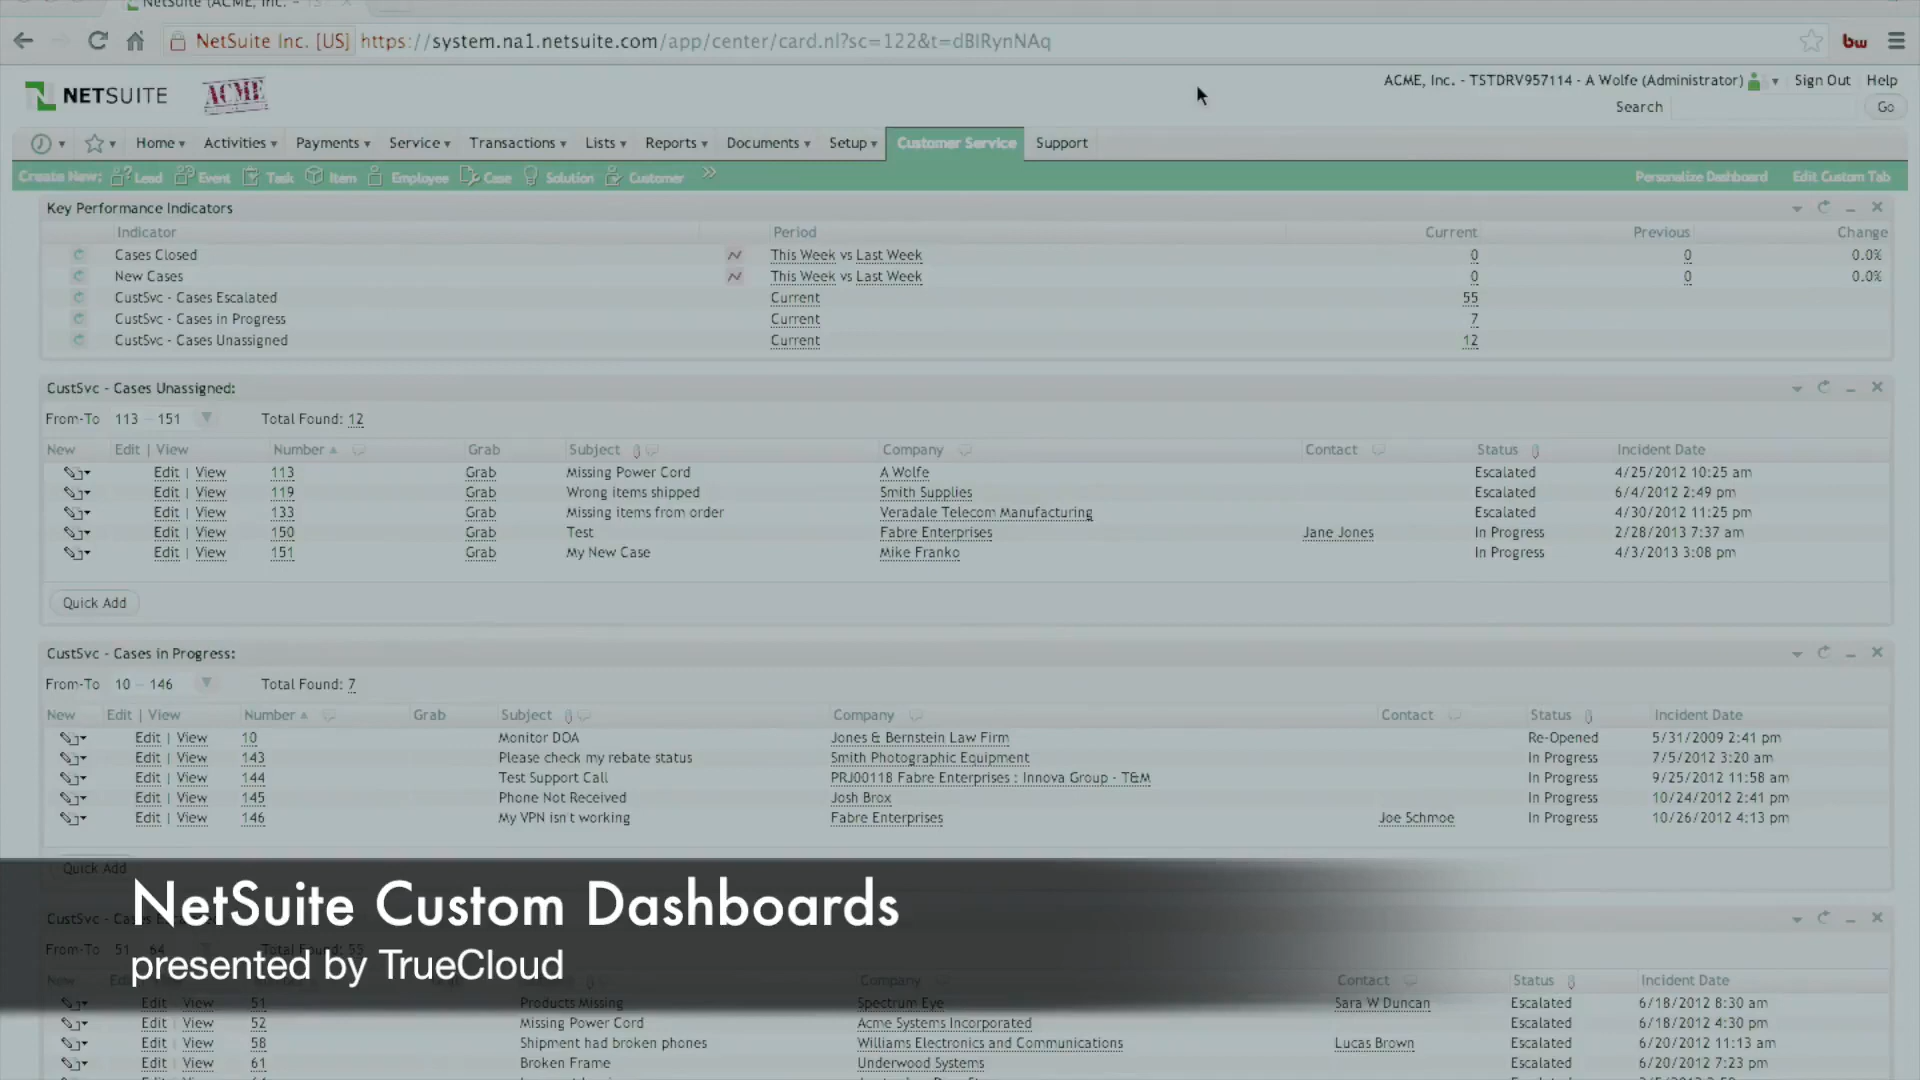 NetSuite (ACME, Inc. - TST
NetSuite Inc. [US] https://system.na1.netsuite.com/app/center/card.nl?sc=122&t=dBlRynNAq
bw
NETSUITE ACME
ACME, Inc. - TSTDRV957114 - A Wolfe (Administrator) Sign Out Help
Search Go
Home Activities Payments Service Transactions Lists Reports Documents Setup Customer Service Support
Create New: Lead Event Task Item Employee Case Solution Customer Personalize Dashboard Edit Custom Tab
Key Performance Indicators
Indicator Period Current Previous Change
Cases Closed This Week vs Last Week 0 0 0.0%
New Cases This Week vs Last Week 0 0 0.0%
CustSvc - Cases Escalated Current 55
CustSvc - Cases in Progress Current 7
CustSvc - Cases Unassigned Current 12
CustSvc - Cases Unassigned:
From-To 113 - 151 Total Found: 12
New Edit | View Number Grab Subject Company Contact Status Incident Date
Edit | View 113 Grab Missing Power Cord A Wolfe Escalated 4/25/2012 10:25 am
Edit | View 119 Grab Wrong items shipped Smith Supplies Escalated 6/4/2012 2:49 pm
Edit | View 133 Grab Missing items from order Veradale Telecom Manufacturing Escalated 4/30/2012 11:25 pm
Edit | View 150 Grab Test Fabre Enterprises Jane Jones In Progress 2/28/2013 7:37 am
Edit | View 151 Grab My New Case Mike Franko In Progress 4/3/2013 3:08 pm
Quick Add
CustSvc - Cases in Progress:
From-To 10 - 146 Total Found: 7
New Edit | View Number Grab Subject Company Contact Status Incident Date
Edit | View 10 Monitor DOA Jones & Bernstein Law Firm Re-Opened 5/31/2009 2:41 pm
Edit | View 143 Please check my rebate status Smith Photographic Equipment In Progress 7/5/2012 3:20 am
Edit | View 144 Test Support Call PRJ00118 Fabre Enterprises : Innova Group - T&M In Progress 9/25/2012 11:58 am
Edit | View 145 Phone Not Received Josh Brox In Progress 10/24/2012 2:41 pm
Edit | View 146 My VPN isn t working Fabre Enterprises Joe Schmoe In Progress 10/26/2012 4:13 pm
Quick Add
NetSuite Custom Dashboards
presented by TrueCloud
CustSvc - Cases
From-To 51 64 Total Found: 55
New Company Contact Status Incident Date
Edit View 51 Products Missing Spectrum Eye Sara W Duncan Escalated 6/18/2012 8:30 am
Edit View 52 Missing Power Cord Acme Systems Incorporated Escalated 6/18/2012 4:30 pm
Edit View 58 Shipment had broken phones Williams Electronics and Communications Lucas Brown Escalated 6/20/2012 11:13 am
Edit View 61 Broken Frame Underwood Systems Escalated 6/20/2012 7:23 pm